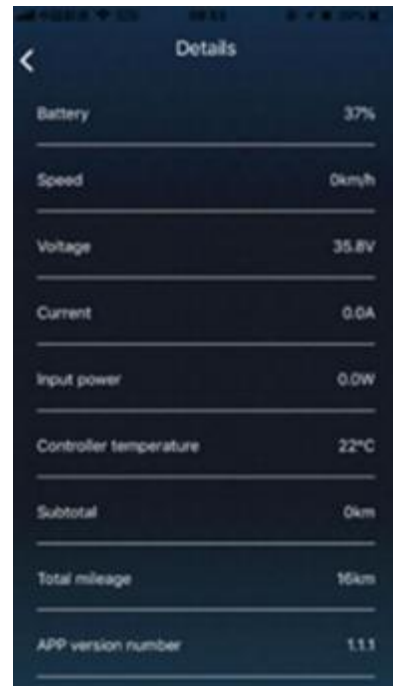 Details
Battery 37%
Speed 0km/h
Voltage 35.8V
Current 0.0A
Input power 0.0W
Controller temperature 22°C
Subtotal 0km
Total mileage 16km
APP version number 1.1.1